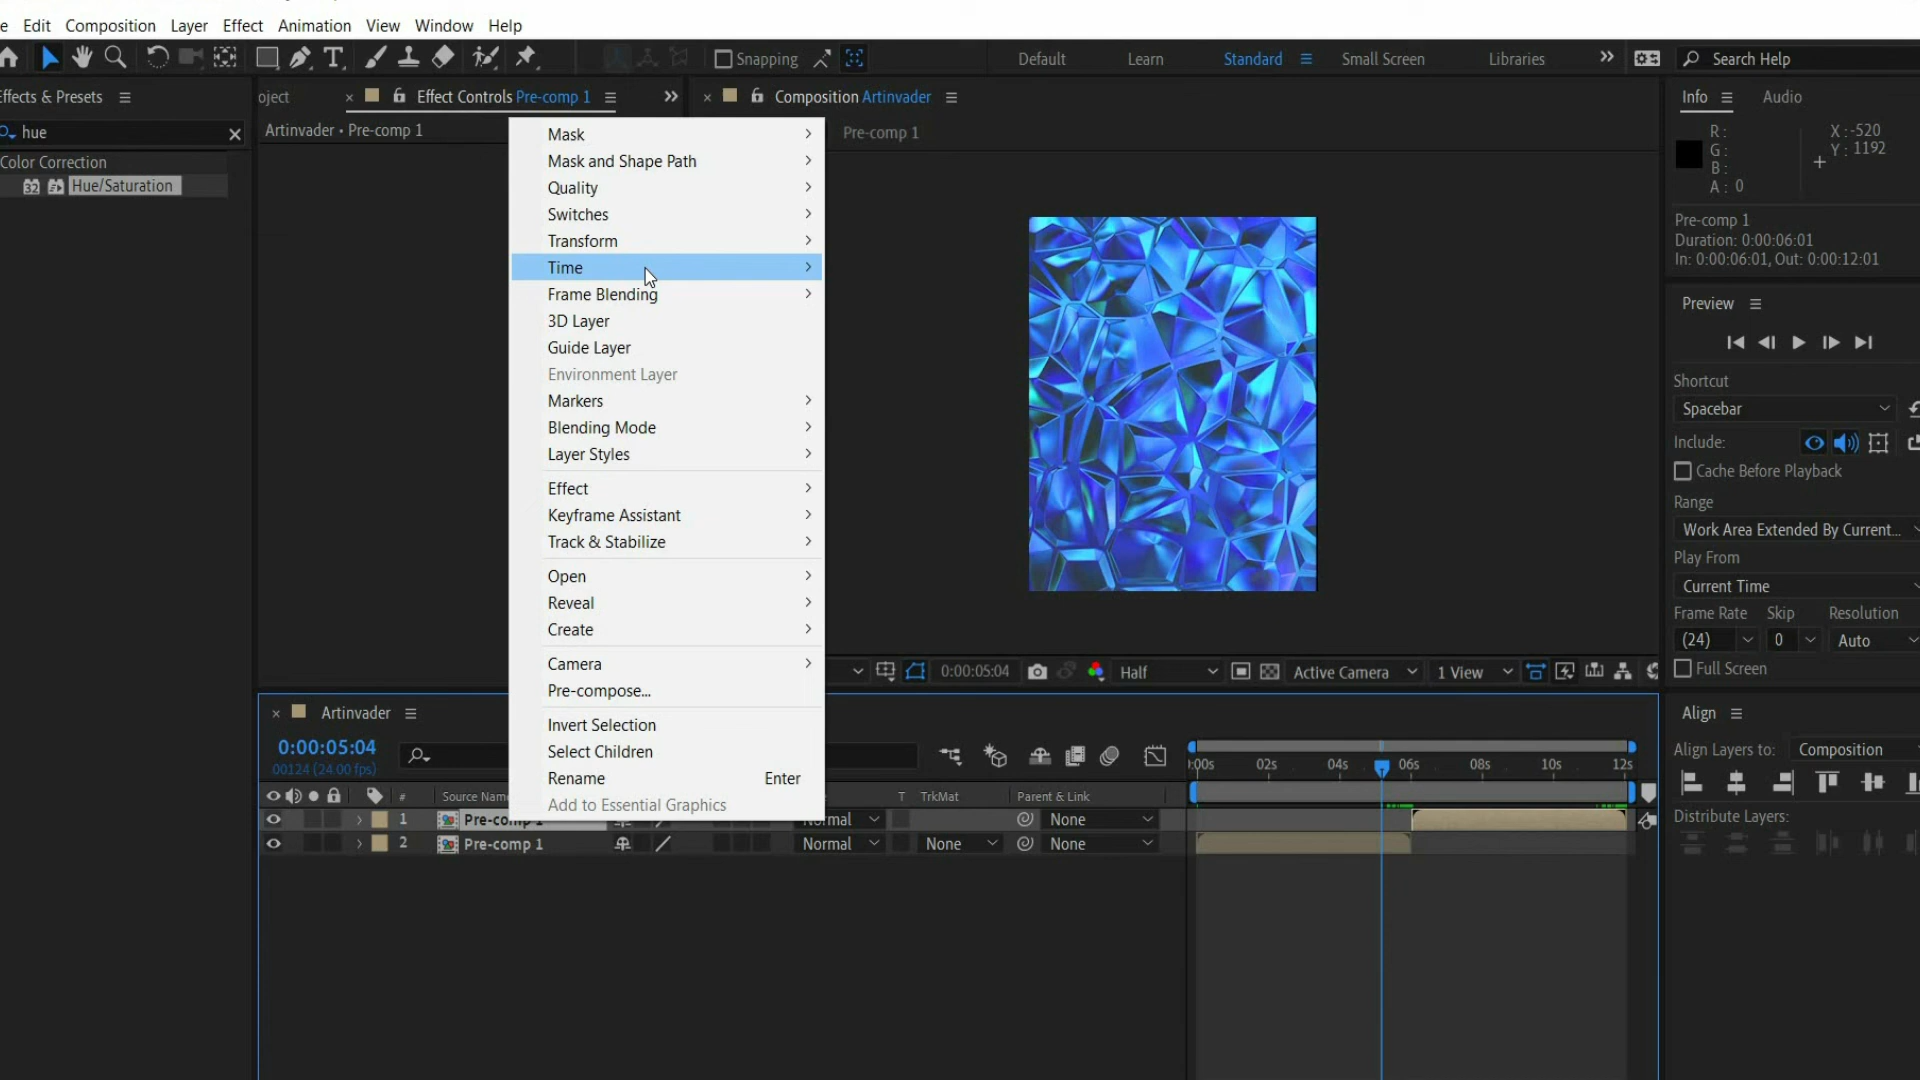 e Edit Composition Layer Effect Animation View Window Help
Snapping Default Learn Standard Small Screen Libraries Search Help
ffects & Presets
hue
Color Correction
32 Hue/Saturation
oject
Effect Controls Pre-comp 1
Artinvader • Pre-comp 1
Composition Artinvader
Pre-comp 1
Mask
Mask and Shape Path
Quality
Switches
Transform
Time
Frame Blending
3D Layer
Guide Layer
Environment Layer
Markers
Blending Mode
Layer Styles
Effect
Keyframe Assistant
Track & Stabilize
Open
Reveal
Create
Camera
Pre-compose...
Invert Selection
Select Children
Rename Enter
Add to Essential Graphics
0:00:05:04 Half Active Camera 1 View
Info Audio
R: X:-520
G: Y: 1192
B:
A: 0
Pre-comp 1
Duration: 0:00:06:01
In: 0:00:06:01, Out: 0:00:12:01
Preview
Shortcut
Spacebar
Include:
Cache Before Playback
Range
Work Area Extended By Current...
Play From
Current Time
Frame Rate Skip Resolution
(24) 0 Auto
Full Screen
Align
Align Layers to: Composition
Distribute Layers:
Artinvader
0:00:05:04
00124 (24.00 fps)
:00s 02s 04s 06s 08s 10s 12s
# Source Nam T TrkMat Parent & Link
1 Pre-comp 1 Normal None
2 Pre-comp 1 Normal None None